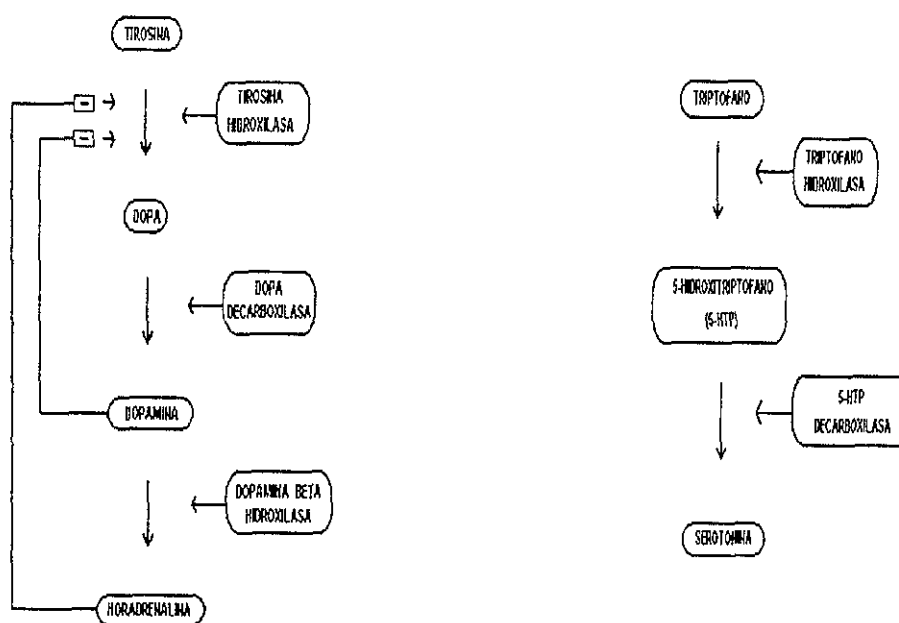 TIROSINA
-
TIROSINA
HIDROXILASA
-
DOPA
DOPA
DECARBOXILASA
DOPAMINA
DOPAMINA BETA
HIDROXILASA
NORADRENALINA
TRIPTOFANO
TRIPTOFANO
HIDROXILASA
5-HIDROXITRIPTOFANO
(5-HTP)
5-HTP
DECARBOXILASA
SEROTONINA